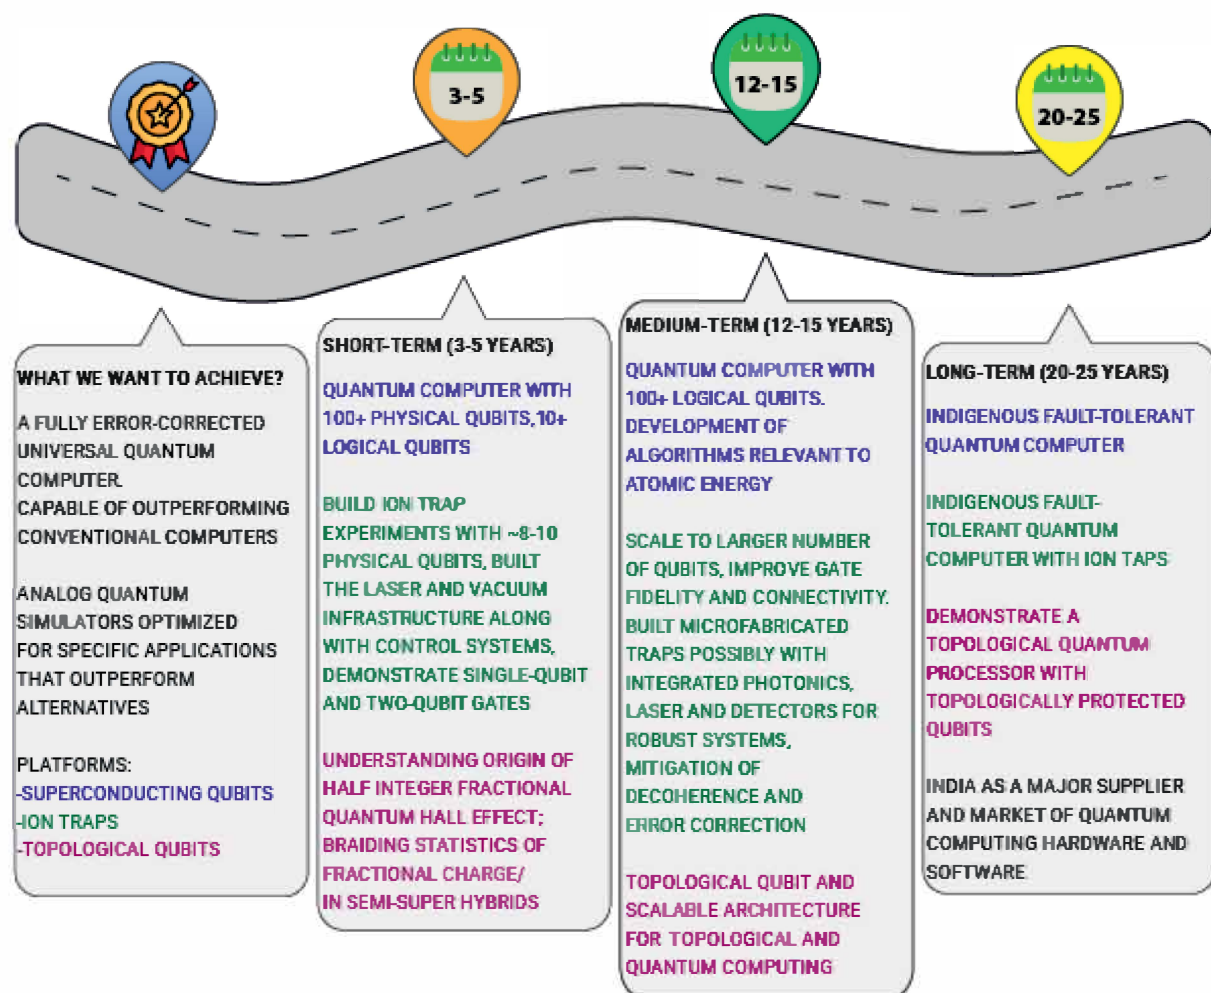 3-5
12-15
20-25
WHAT WE WANT TO ACHIEVE?
A FULLY ERROR-CORRECTED
UNIVERSAL QUANTUM
COMPUTER.
CAPABLE OF OUTPERFORMING
CONVENTIONAL COMPUTERS
ANALOG QUANTUM
SIMULATORS OPTIMIZED
FOR SPECIFIC APPLICATIONS
THAT OUTPERFORM
ALTERNATIVES
PLATFORMS:
-SUPERCONDUCTING QUBITS
-ION TRAPS
-TOPOLOGICAL QUBITS
SHORT-TERM (3-5 YEARS)
QUANTUM COMPUTER WITH
100+ PHYSICAL QUBITS, 10+
LOGICAL QUBITS
BUILD ION TRAP
EXPERIMENTS WITH ~8-10
PHYSICAL QUBITS, BUILT
THE LASER AND VACUUM
INFRASTRUCTURE ALONG
WITH CONTROL SYSTEMS,
DEMONSTRATE SINGLE-QUBIT
AND TWO-QUBIT GATES
UNDERSTANDING ORIGIN OF
HALF INTEGER FRACTIONAL
QUANTUM HALL EFFECT;
BRAIDING STATISTICS OF
FRACTIONAL CHARGE/
IN SEMI-SUPER HYBRIDS
MEDIUM-TERM (12-15 YEARS)
QUANTUM COMPUTER WITH
100+ LOGICAL QUBITS.
DEVELOPMENT OF
ALGORITHMS RELEVANT TO
ATOMIC ENERGY
SCALE TO LARGER NUMBER
OF QUBITS, IMPROVE GATE
FIDELITY AND CONNECTIVITY.
BUILT MICROFABRICATED
TRAPS POSSIBLY WITH
INTEGRATED PHOTONICS,
LASER AND DETECTORS FOR
ROBUST SYSTEMS,
MITIGATION OF
DECOHERENCE AND
ERROR CORRECTION
TOPOLOGICAL QUBIT AND
SCALABLE ARCHITECTURE
FOR TOPOLOGICAL AND
QUANTUM COMPUTING
LONG-TERM (20-25 YEARS)
INDIGENOUS FAULT-TOLERANT
QUANTUM COMPUTER
INDIGENOUS FAULT-
TOLERANT QUANTUM
COMPUTER WITH ION TAPS
DEMONSTRATE A
TOPOLOGICAL QUANTUM
PROCESSOR WITH
TOPOLOGICALLY PROTECTED
QUBITS
INDIA AS A MAJOR SUPPLIER
AND MARKET OF QUANTUM
COMPUTING HARDWARE AND
SOFTWARE